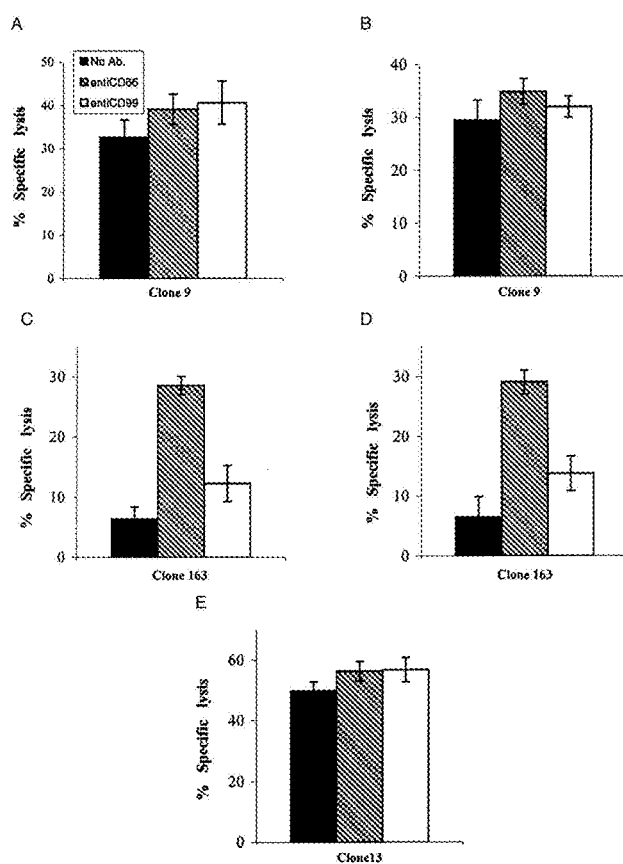 A
50
40
30
20
10
0
% Specific lysis
No Ab.
antiCD66
antiCD99
Clone 9
B
40
30
20
10
0
% Specific lysis
Clone 9
C
30
20
10
0
% Specific lysis
Clone 163
D
30
20
10
0
% Specific lysis
Clone 163
E
60
40
20
0
% Specific lysis
Clone13